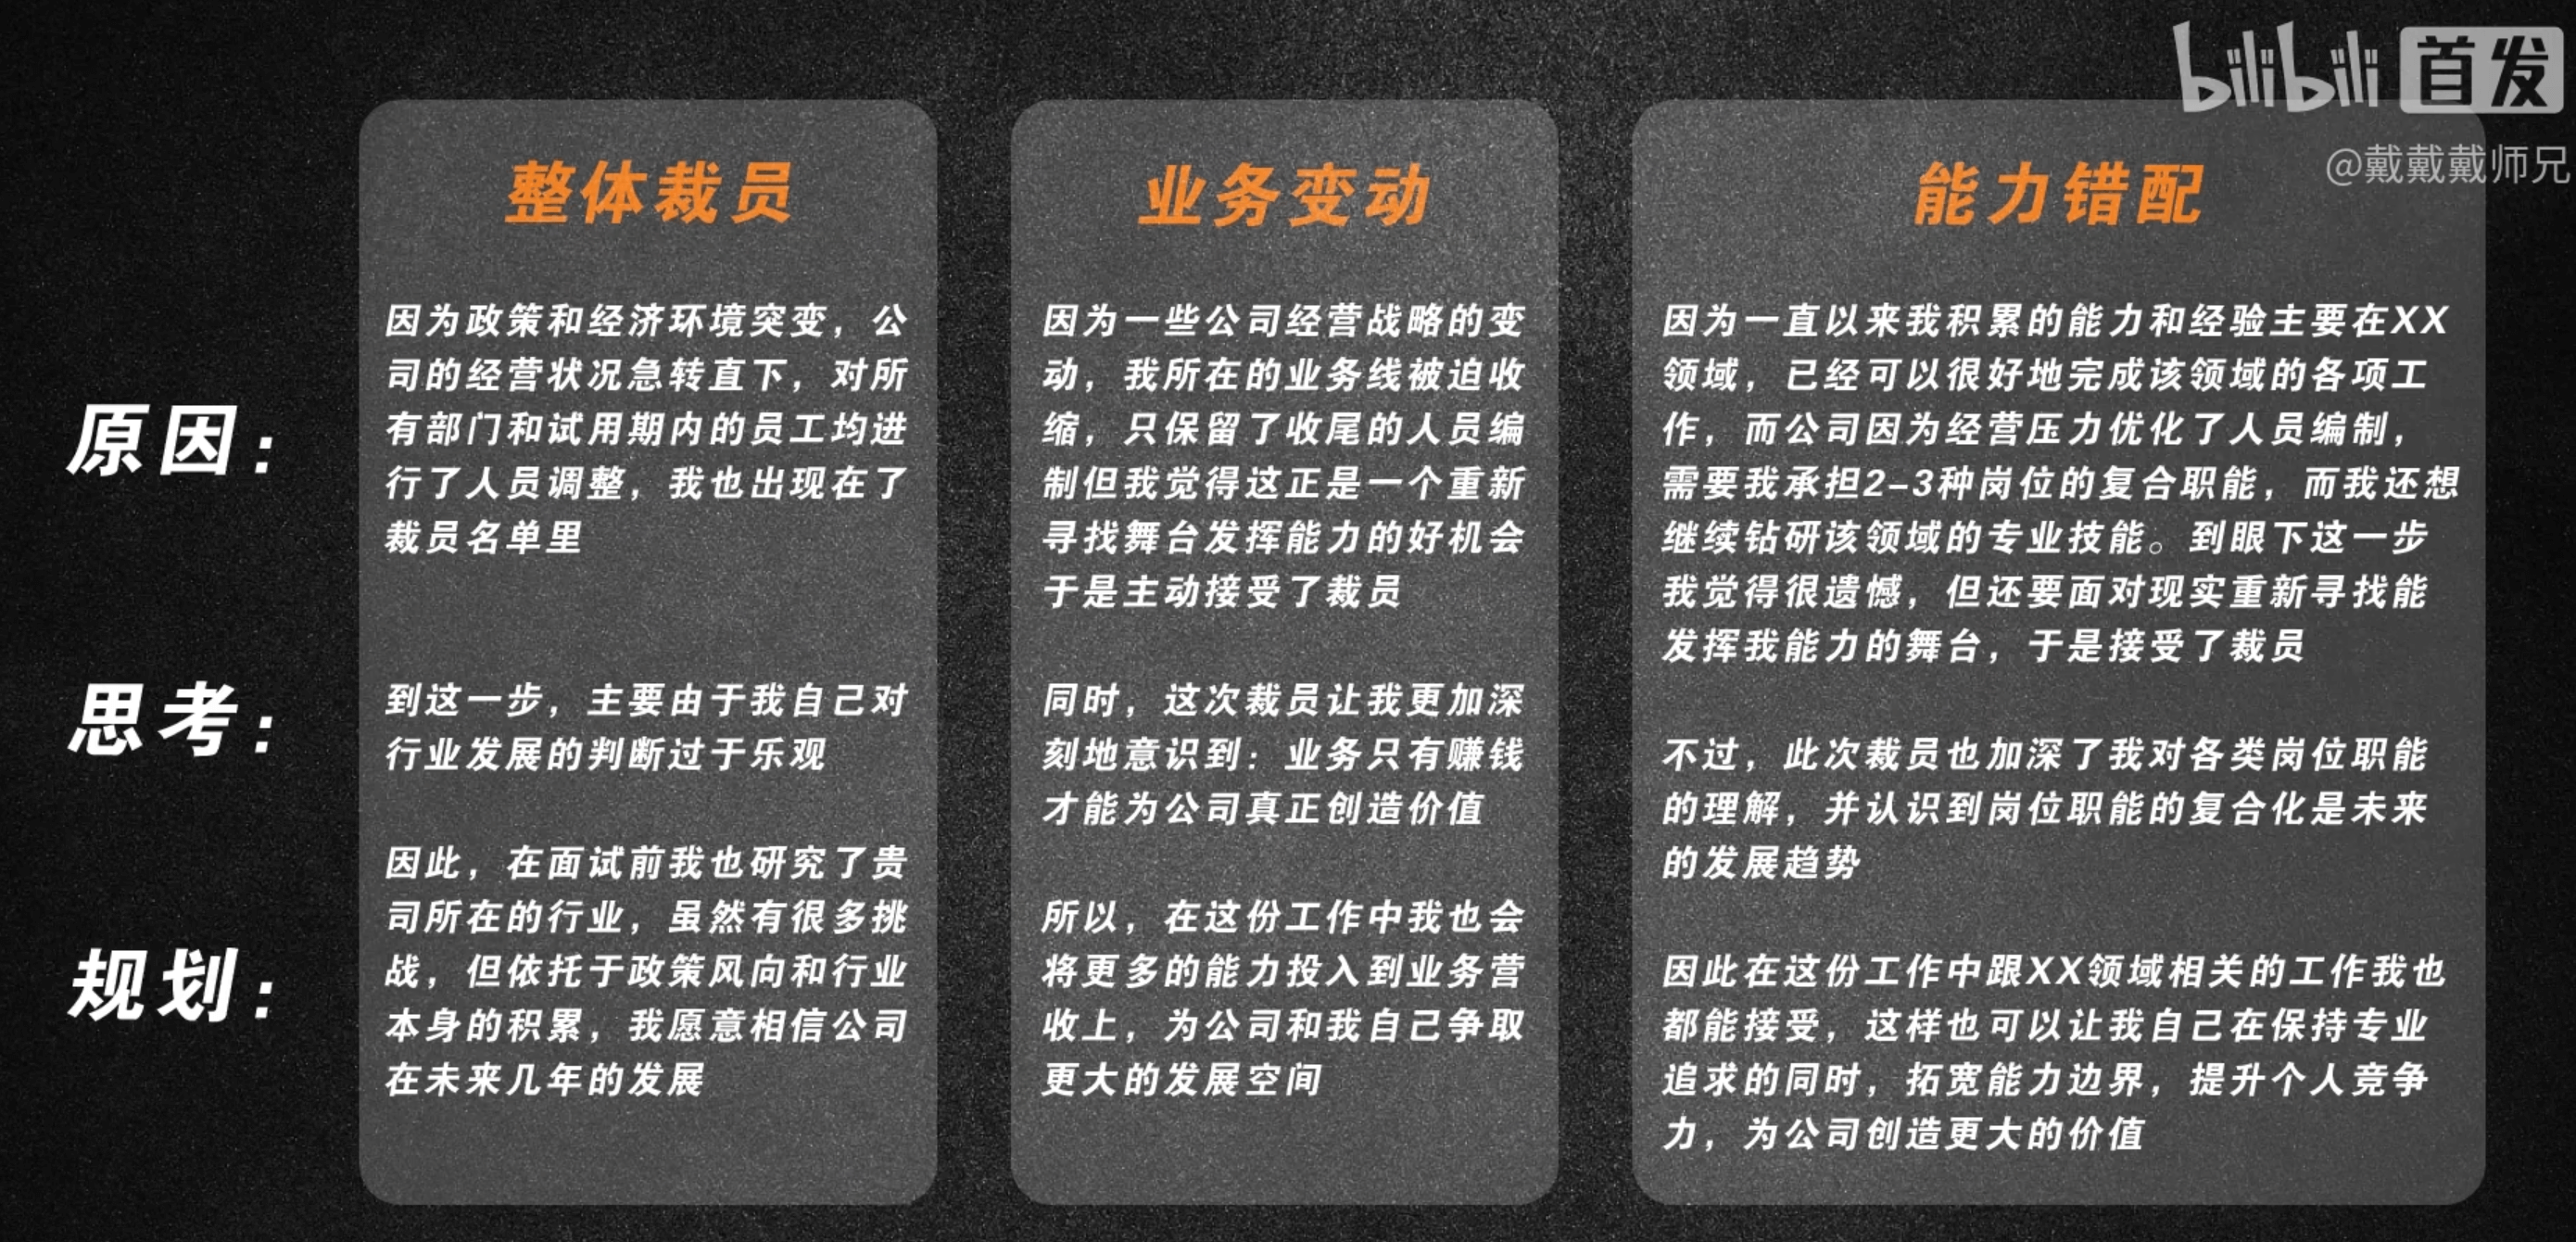 bilibili 首发
@戴戴戴师兄
整体裁员
业务变动
能力错配
原因：
因为政策和经济环境突变，公
司的经营状况急转直下，对所
有部门和试用期内的员工均进
行了人员调整，我也出现在了
裁员名单里
因为一些公司经营战略的变
动，我所在的业务线被迫收
缩，只保留了收尾的人员编
制但我觉得这正是一个重新
寻找舞台发挥能力的好机会
于是主动接受了裁员
因为一直以来我积累的能力和经验主要在XX
领域，已经可以很好地完成该领域的各项工
作，而公司因为经营压力优化了人员编制，
需要我承担2-3种岗位的复合职能，而我还想
继续钻研该领域的专业技能。到眼下这一步
我觉得很遗憾，但还要面对现实重新寻找能
发挥我能力的舞台，于是接受了裁员
思考：
到这一步，主要由于我自己对
行业发展的判断过于乐观
同时，这次裁员让我更加深
刻地意识到：业务只有赚钱
才能为公司真正创造价值
不过，此次裁员也加深了我对各类岗位职能
的理解，并认识到岗位职能的复合化是未来
的发展趋势
规划：
因此，在面试前我也研究了贵
司所在的行业，虽然有很多挑
战，但依托于政策风向和行业
本身的积累，我愿意相信公司
在未来几年的发展
所以，在这份工作中我也会
将更多的能力投入到业务营
收上，为公司和我自己争取
更大的发展空间
因此在这份工作中跟XX领域相关的工作我也
都能接受，这样也可以让我自己在保持专业
追求的同时，拓宽能力边界，提升个人竞争
力，为公司创造更大的价值